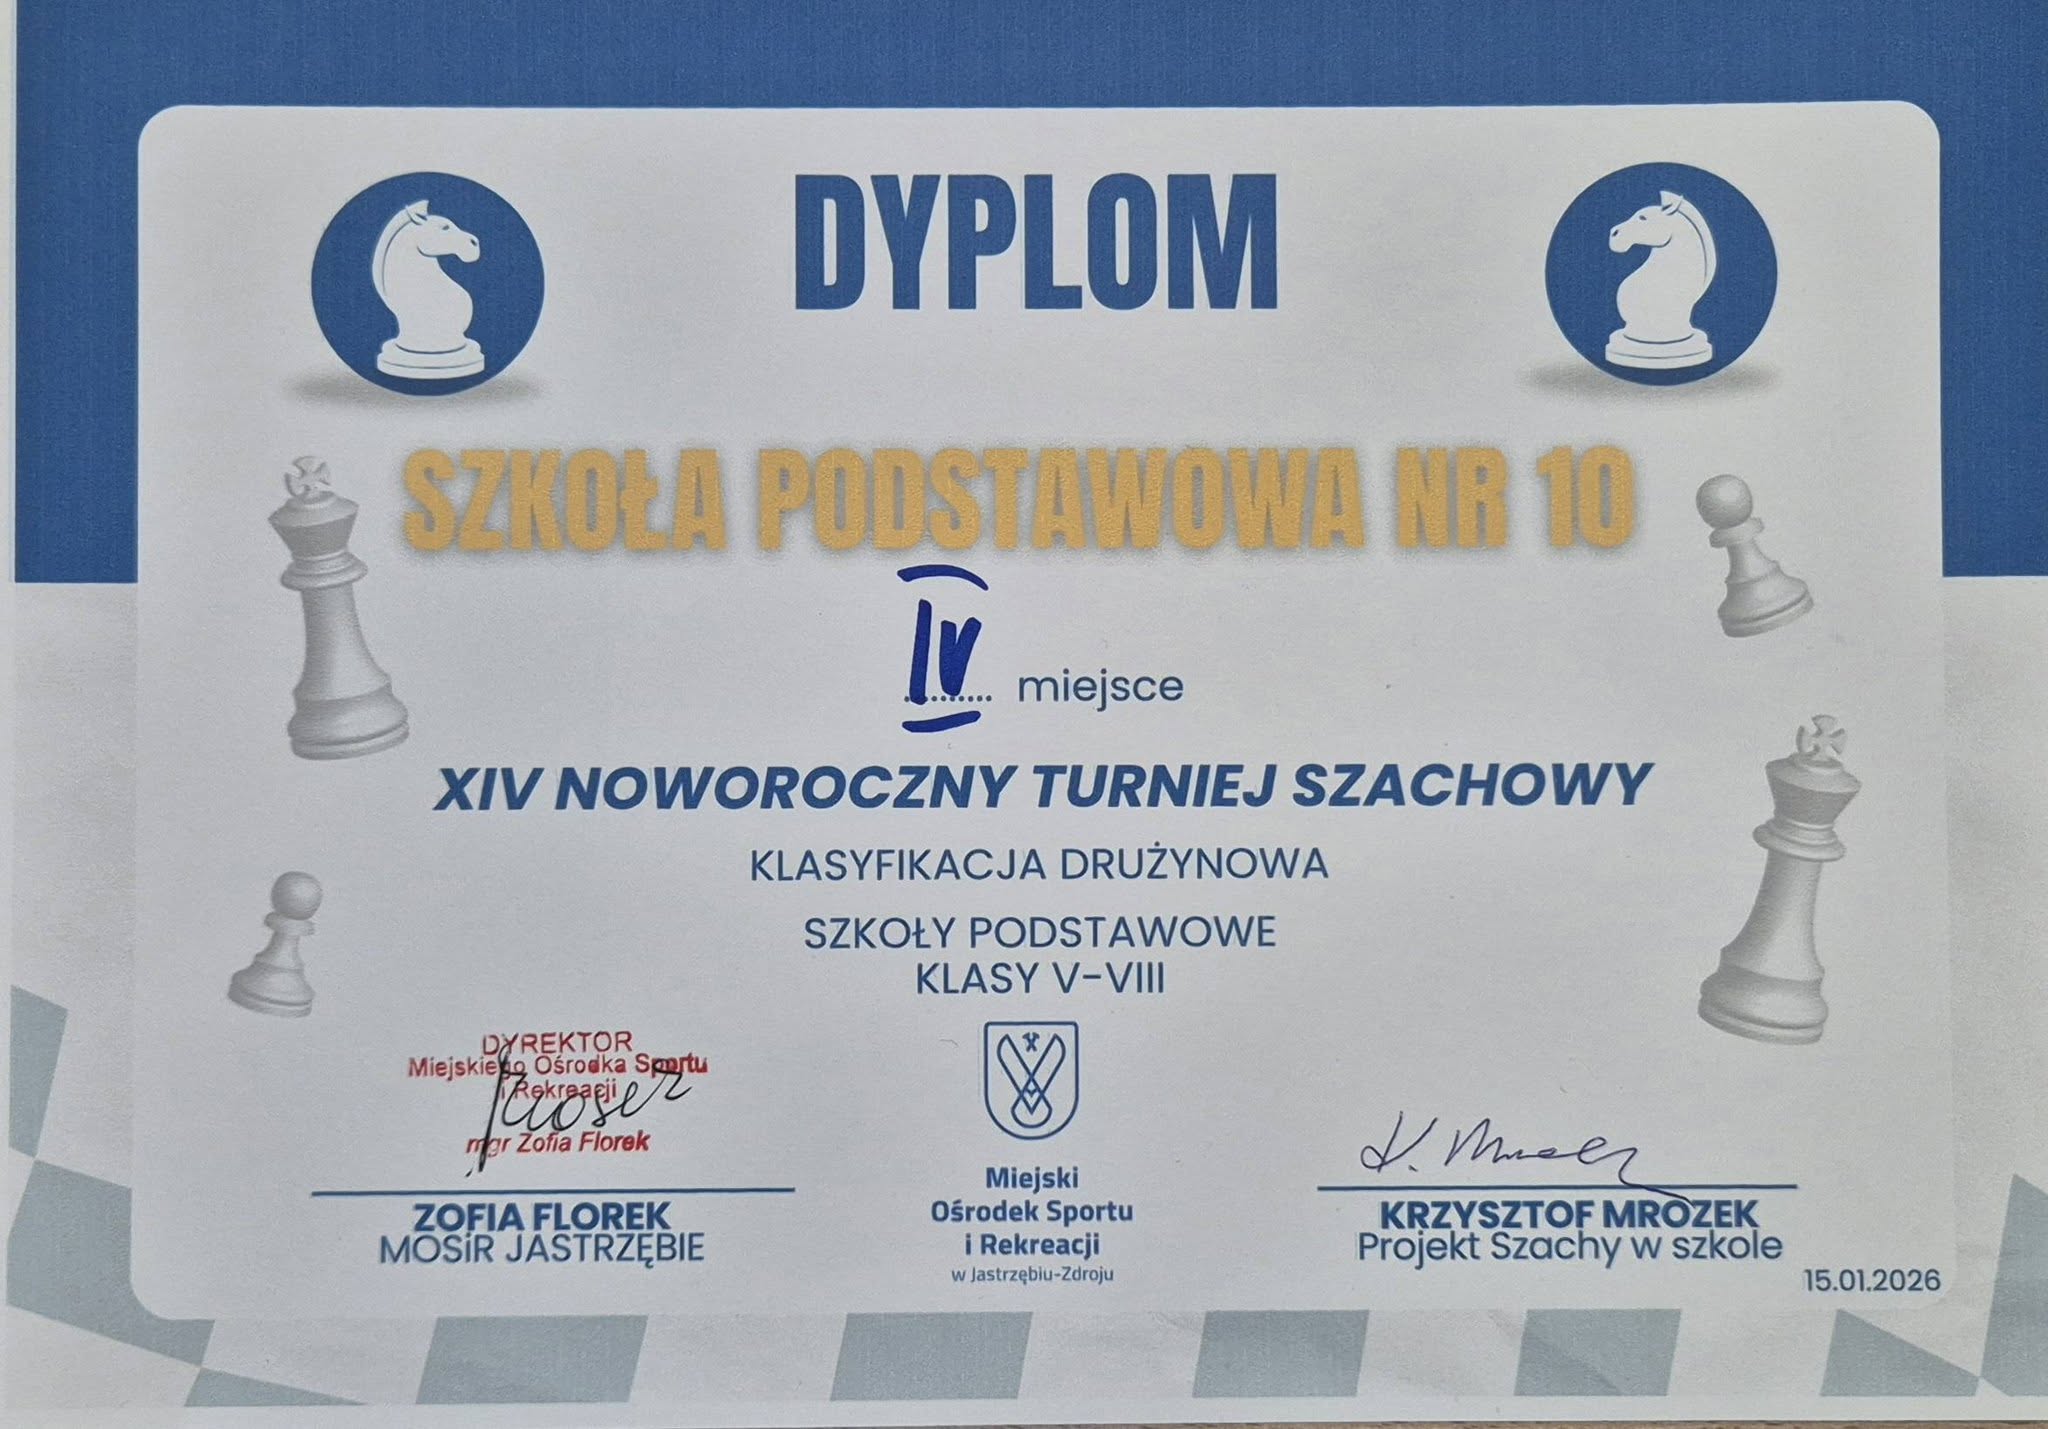 DYPLOM
SZKOŁA PODSTAWOWA NR 10
IV miejsce
XIV NOWOROCZNY TURNIEJ SZACHOWY
KLASYFIKACJA DRUŻYNOWA
SZKOŁY PODSTAWOWE
KLASY V-VIII
DYREKTOR
Miejskiego Ośrodka Sportu
i Rekreacji
mgr Zofia Florek
ZOFIA FLOREK
MOSiR JASTRZĘBIE
Miejski
Ośrodek Sportu
i Rekreacji
w Jastrzębiu-Zdroju
K. Mrozek
KRZYSZTOF MROZEK
Projekt Szachy w szkole
15.01.2026